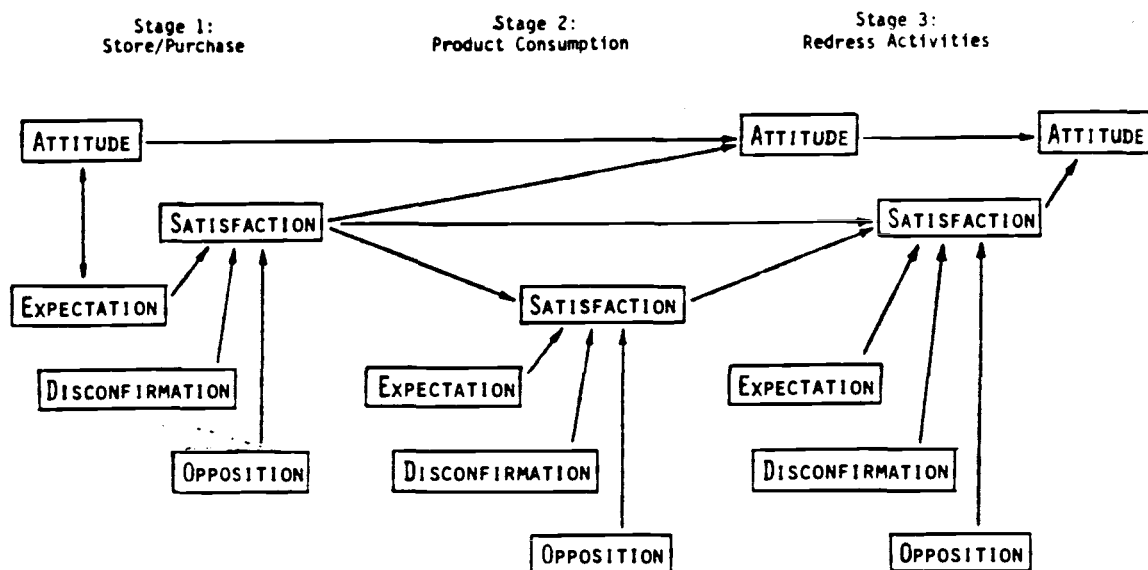 Stage 1:
Store/Purchase
Stage 2:
Product Consumption
Stage 3:
Redress Activities
ATTITUDE
ATTITUDE
ATTITUDE
SATISFACTION
SATISFACTION
EXPECTATION
SATISFACTION
DISCONFIRMATION
EXPECTATION
EXPECTATION
OPPOSITION
DISCONFIRMATION
DISCONFIRMATION
OPPOSITION
OPPOSITION